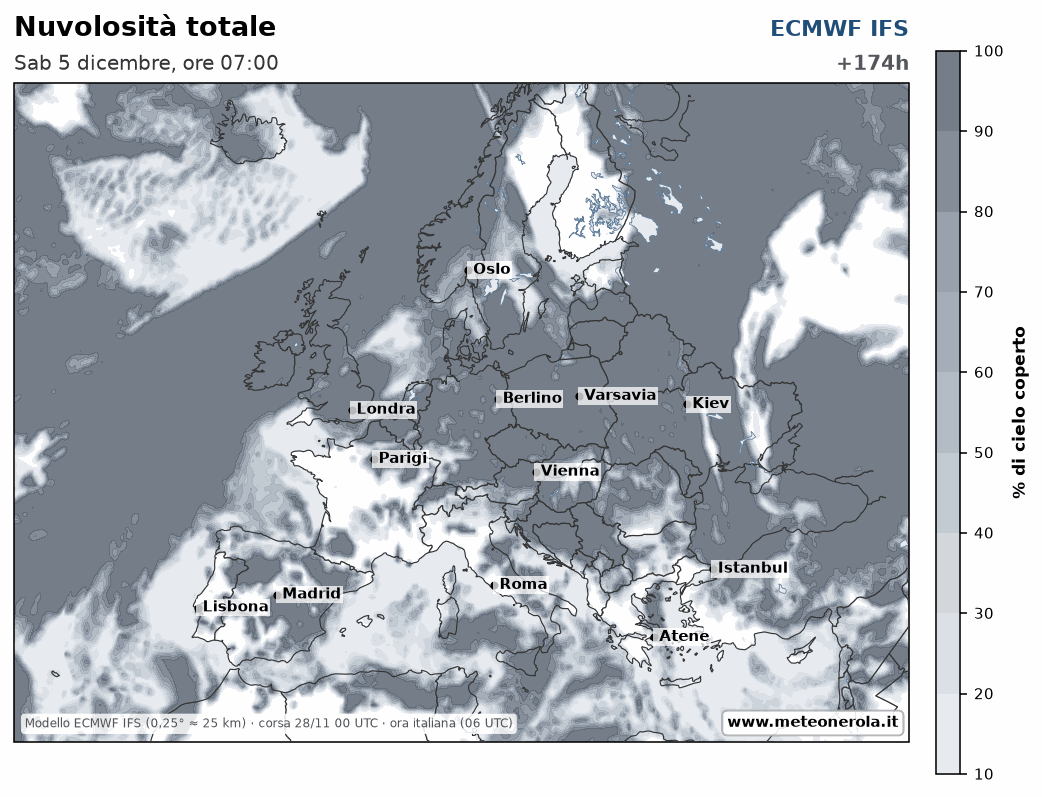 Nuvolosità totale
ECMWF IFS
Sab 5 dicembre, ore 07:00
+174h
100
90
80
70
60
50
40
30
20
10
% di cielo coperto
Oslo
Londra
Berlino
Varsavia
Kiev
Parigi
Vienna
Istanbul
Roma
Madrid
Lisbona
Atene
Modello ECMWF IFS (0,25° ≈ 25 km) · corsa 28/11 00 UTC · ora italiana (06 UTC)
www.meteonerola.it